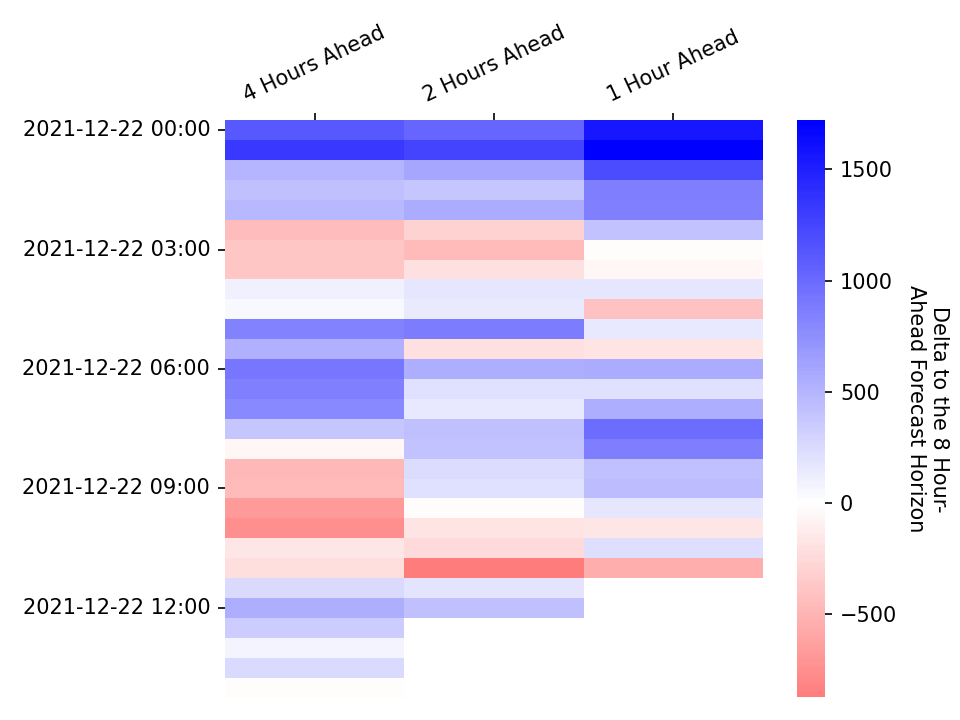 4 Hours Ahead
2 Hours Ahead
1 Hour Ahead
2021-12-22 00:00
2021-12-22 03:00
2021-12-22 06:00
2021-12-22 09:00
2021-12-22 12:00
1500
1000
500
0
−500
Delta to the 8 Hour-
Ahead Forecast Horizon